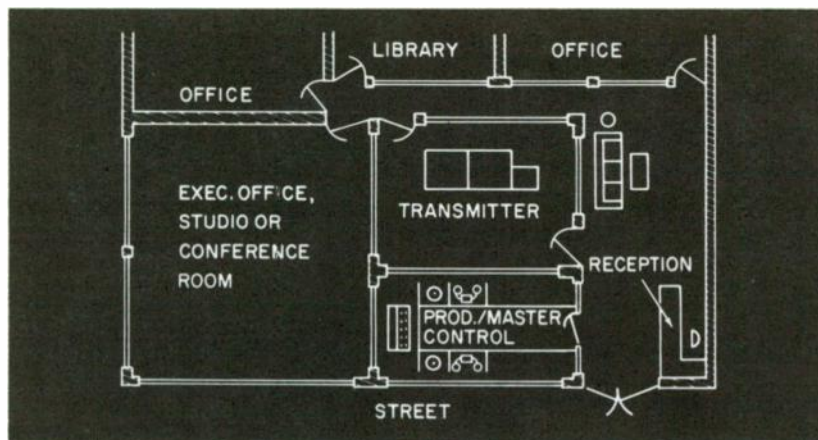 LIBRARY
OFFICE
OFFICE
EXEC. OFFICE,
STUDIO OR
CONFERENCE
ROOM
TRANSMITTER
RECEPTION
PROD./MASTER
CONTROL
STREET